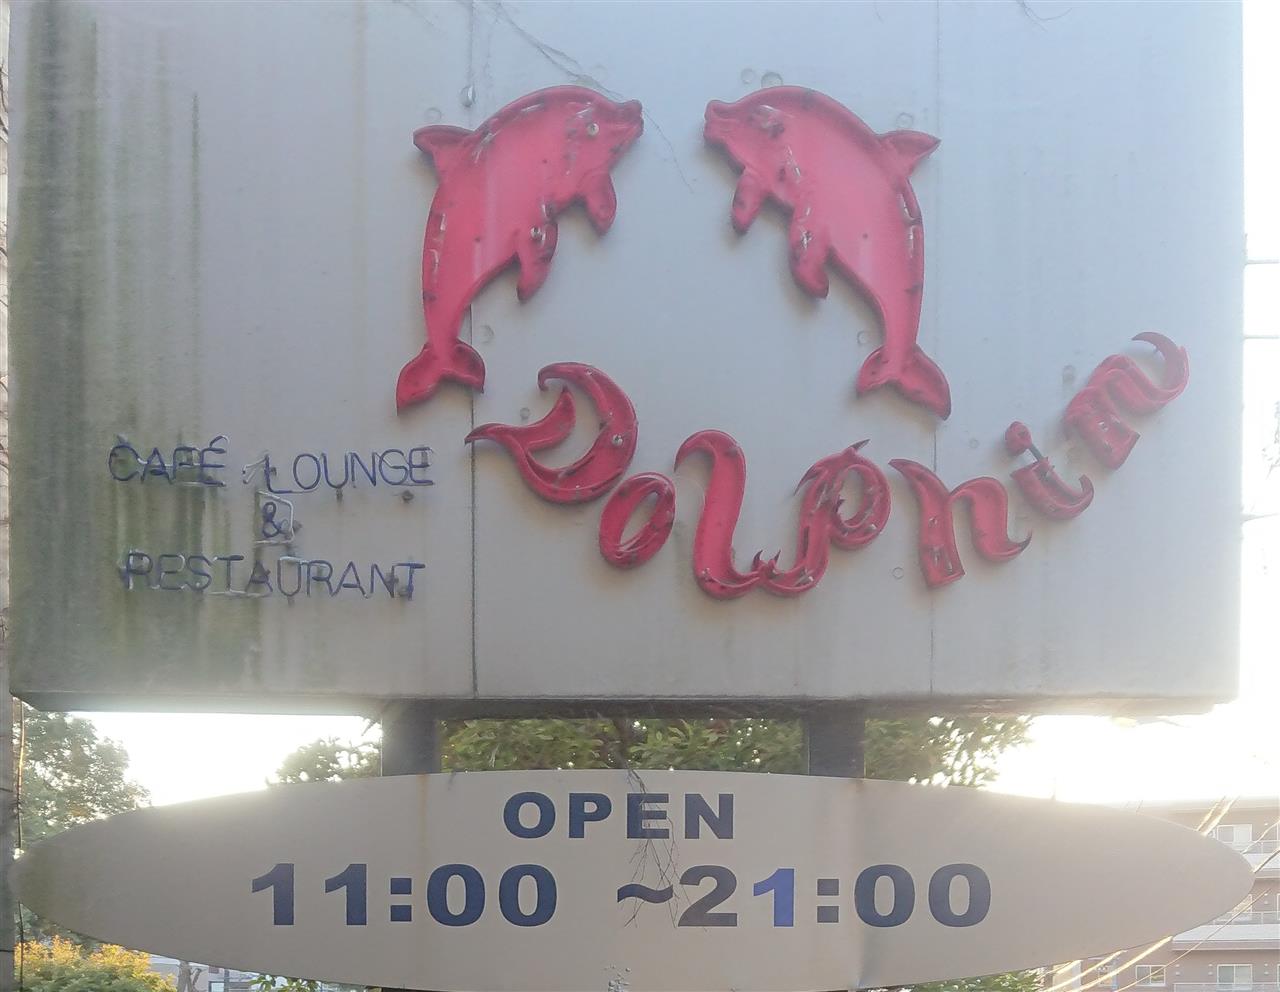 Dolphin
CAFÉ LOUNGE
&
RESTAURANT
OPEN
11:00 ~21:00